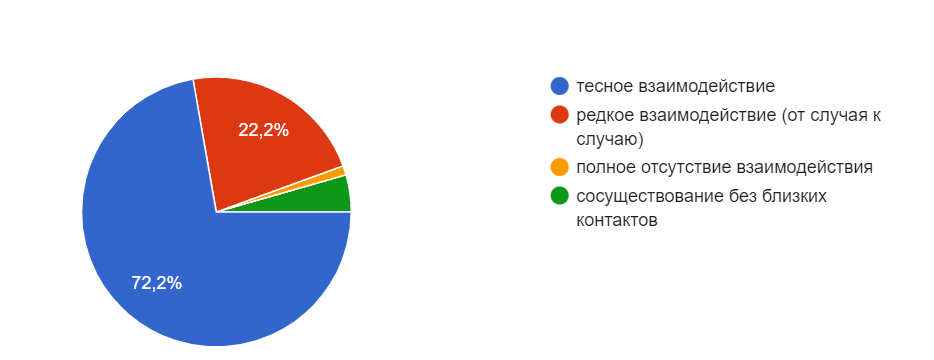 тесное взаимодействие
редкое взаимодействие (от случая к
случаю)
полное отсутствие взаимодействия
сосуществование без близких
контактов
22,2%
72,2%